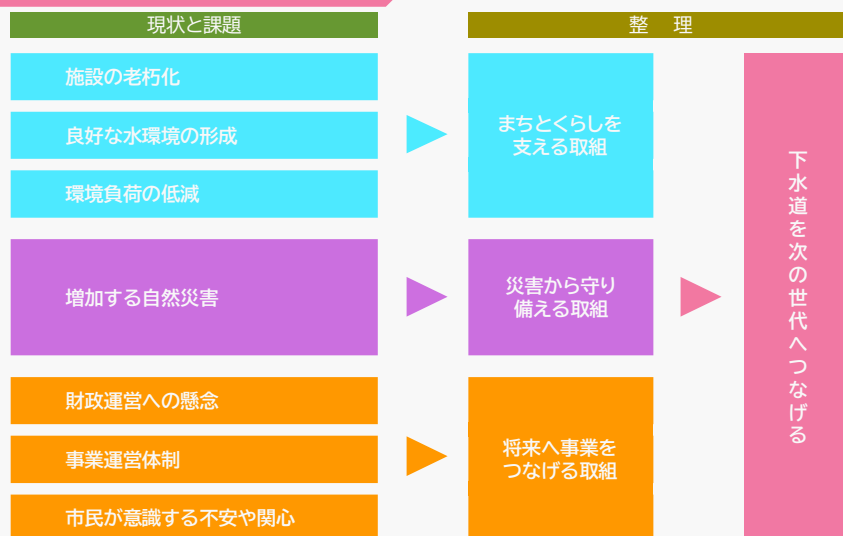 現状と課題
整 理
施設の老朽化
良好な水環境の形成
環境負荷の低減
まちとくらしを
支える取組
増加する自然災害
災害から守り
備える取組
財政運営への懸念
事業運営体制
市民が意識する不安や関心
将来へ事業を
つなげる取組
下水道を次の世代へつなげる